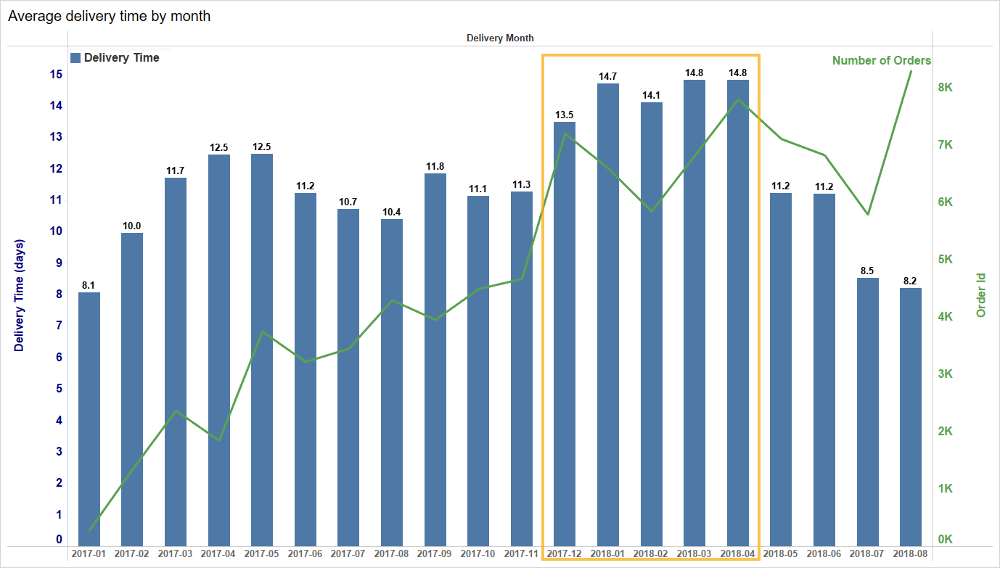 Average delivery time by month
Delivery Month
Delivery Time
Number of Orders
15
14
13
12
11
10
9
8
7
6
5
4
3
2
1
0
Delivery Time (days)
8.1
10.0
11.7
12.5
12.5
11.2
10.7
10.4
11.8
11.1
11.3
13.5
14.7
14.1
14.8
14.8
11.2
11.2
8.5
8.2
8K
7K
6K
5K
4K
3K
2K
1K
0K
Order Id
2017-01 2017-02 2017-03 2017-04 2017-05 2017-06 2017-07 2017-08 2017-09 2017-10 2017-11 2017-12 2018-01 2018-02 2018-03 2018-04 2018-05 2018-06 2018-07 2018-08